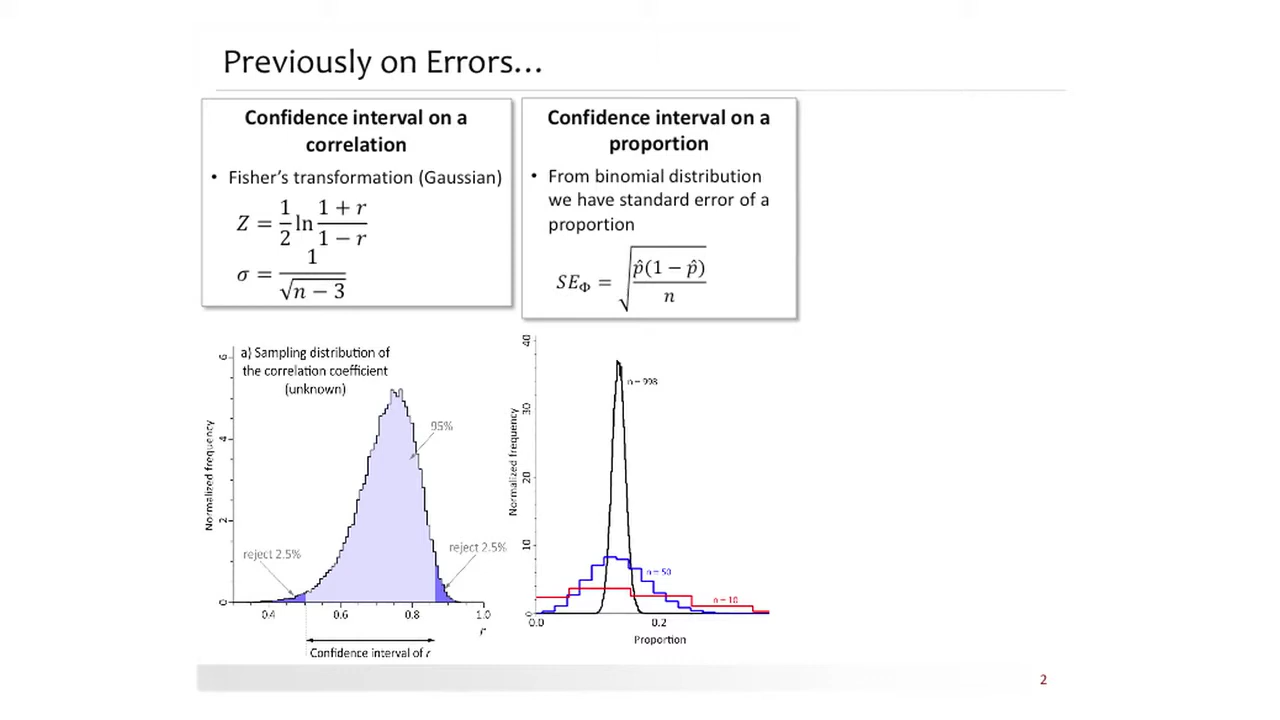 Previously on Errors...
Confidence interval on a
correlation
• Fisher's transformation (Gaussian)
Z = 1/2 ln (1 + r)/(1 − r)
σ = 1/√(n − 3)
Confidence interval on a
proportion
• From binomial distribution
we have standard error of a
proportion
SE_Φ = √(p̂(1 − p̂)/n)
a) Sampling distribution of
the correlation coefficient
(unknown)
Normalized frequency
0
2
4
6
95%
reject 2.5%
reject 2.5%
0.4
0.6
0.8
1.0
r
Confidence interval of r
Normalized frequency
0
10
20
30
40
n = 998
n = 50
n = 10
0.0
0.2
Proportion
2